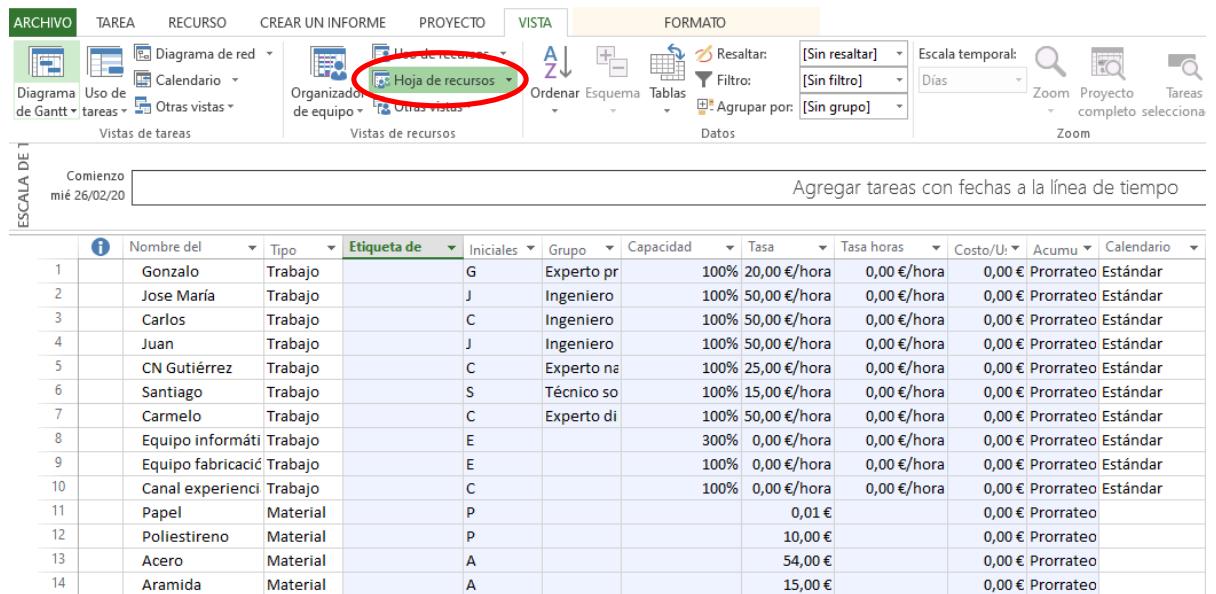 ARCHIVO TAREA RECURSO CREAR UN INFORME PROYECTO VISTA FORMATO
Diagrama de Gantt
Uso de tareas
Diagrama de red
Calendario
Otras vistas
Vistas de tareas
Organizador de equipo
Uso de recursos
Hoja de recursos
Otras vistas
Vistas de recursos
Ordenar Esquema Tablas
Resaltar: [Sin resaltar]
Filtro: [Sin filtro]
Agrupar por: [Sin grupo]
Datos
Escala temporal:
Días
Zoom
Proyecto completo
Tareas selecciona
Zoom
ESCALA DE
Comienzo
mié 26/02/20
Agregar tareas con fechas a la línea de tiempo
Nombre del Tipo Etiqueta de Iniciales Grupo Capacidad Tasa Tasa horas Costo/U Acumu Calendario
1 Gonzalo Trabajo G Experto pr 100% 20,00 €/hora 0,00 €/hora 0,00 € Prorrateo Estándar
2 Jose María Trabajo J Ingeniero 100% 50,00 €/hora 0,00 €/hora 0,00 € Prorrateo Estándar
3 Carlos Trabajo C Ingeniero 100% 50,00 €/hora 0,00 €/hora 0,00 € Prorrateo Estándar
4 Juan Trabajo J Ingeniero 100% 50,00 €/hora 0,00 €/hora 0,00 € Prorrateo Estándar
5 CN Gutiérrez Trabajo C Experto na 100% 25,00 €/hora 0,00 €/hora 0,00 € Prorrateo Estándar
6 Santiago Trabajo S Técnico so 100% 15,00 €/hora 0,00 €/hora 0,00 € Prorrateo Estándar
7 Carmelo Trabajo C Experto di 100% 50,00 €/hora 0,00 €/hora 0,00 € Prorrateo Estándar
8 Equipo informáti Trabajo E 300% 0,00 €/hora 0,00 €/hora 0,00 € Prorrateo Estándar
9 Equipo fabricació Trabajo E 100% 0,00 €/hora 0,00 €/hora 0,00 € Prorrateo Estándar
10 Canal experienci Trabajo C 100% 0,00 €/hora 0,00 €/hora 0,00 € Prorrateo Estándar
11 Papel Material P 0,01 € 0,00 € Prorrateo
12 Poliestireno Material P 10,00 € 0,00 € Prorrateo
13 Acero Material A 54,00 € 0,00 € Prorrateo
14 Aramida Material A 15,00 € 0,00 € Prorrateo